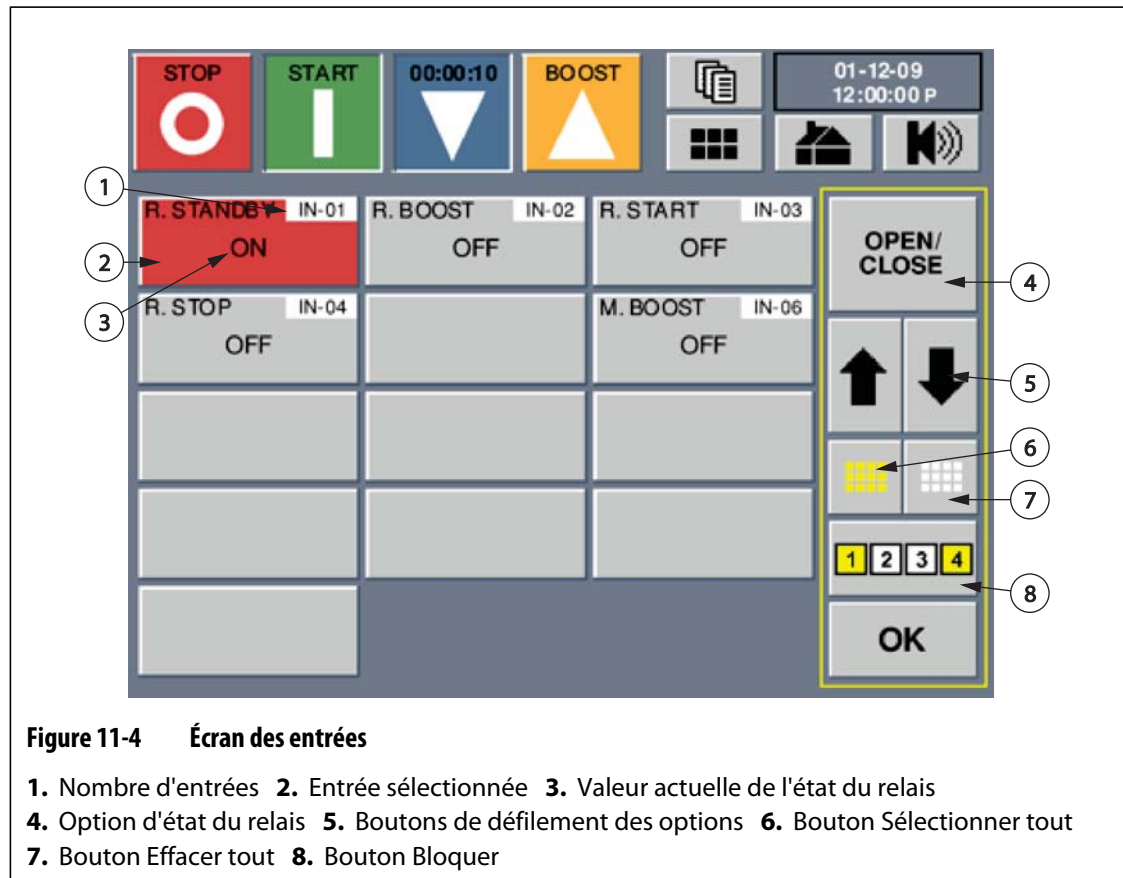 STOP START 00:00:10 BOOST 01-12-09
12:00:00 P
1
R. STANDBY IN-01 R. BOOST IN-02 R. START IN-03
ON OFF OFF
OPEN/
CLOSE
2
3
4
R. STOP IN-04 M. BOOST IN-06
OFF OFF
5
6
7
1 2 3 4
8
OK
Figure 11-4 Écran des entrées
1. Nombre d'entrées 2. Entrée sélectionnée 3. Valeur actuelle de l'état du relais
4. Option d'état du relais 5. Boutons de défilement des options 6. Bouton Sélectionner tout
7. Bouton Effacer tout 8. Bouton Bloquer